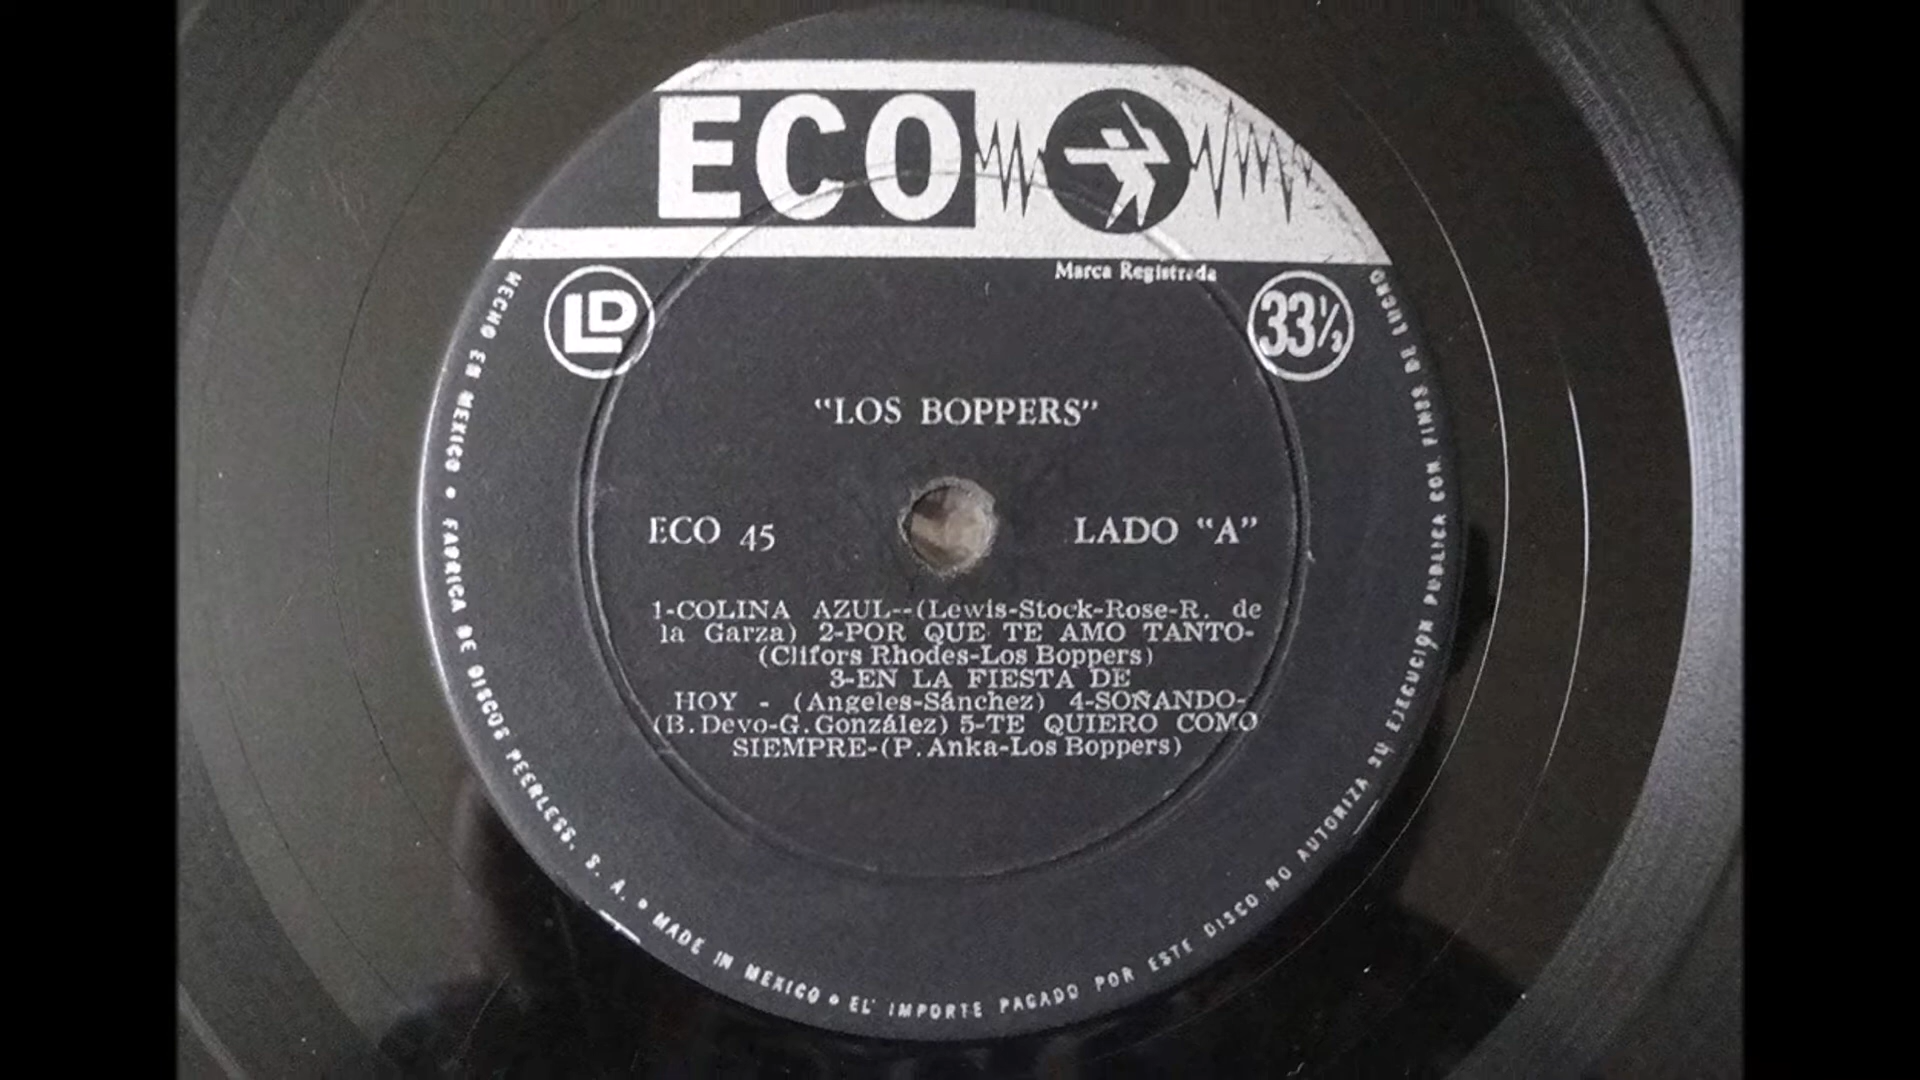 ECO
Marca Registrada
LD
33⅓
"LOS BOPPERS"
ECO 45
LADO "A"
1-COLINA AZUL--(Lewis-Stock-Rose-R. de
la Garza) 2-POR QUE TE AMO TANTO-
(Clifors Rhodes-Los Boppers)
3-EN LA FIESTA DE
HOY - (Angeles-Sánchez) 4-SOÑANDO-
(B.Devo-G.González) 5-TE QUIERO COMO
SIEMPRE-(P.Anka-Los Boppers)
HECHO EN MEXICO • FABRICA DE DISCOS PEERLESS, S. A. • MADE IN MEXICO • EL IMPORTE PAGADO POR ESTE DISCO NO AUTORIZA SU EJECUCION PUBLICA CON FINES DE LUCRO